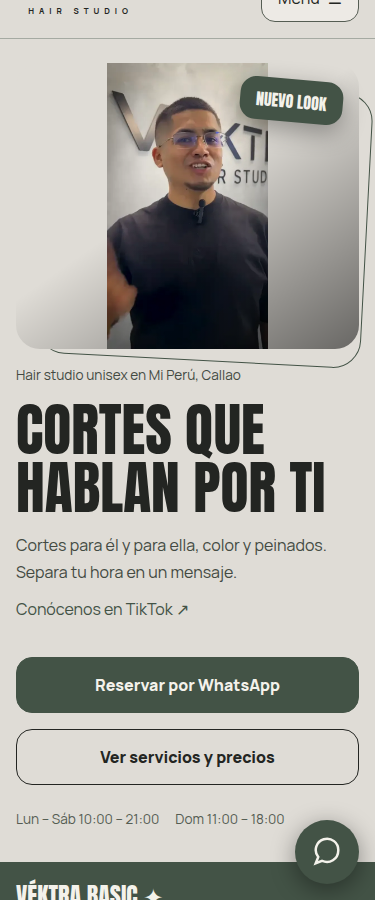 HAIR STUDIO
Menú
NUEVO LOOK
Hair studio unisex en Mi Perú, Callao
CORTES QUE
HABLAN POR TI
Cortes para él y para ella, color y peinados.
Separa tu hora en un mensaje.
Conócenos en TikTok ↗
Reservar por WhatsApp
Ver servicios y precios
Lun – Sáb 10:00 – 21:00 Dom 11:00 – 18:00
VÉKTRA BASIC ✦